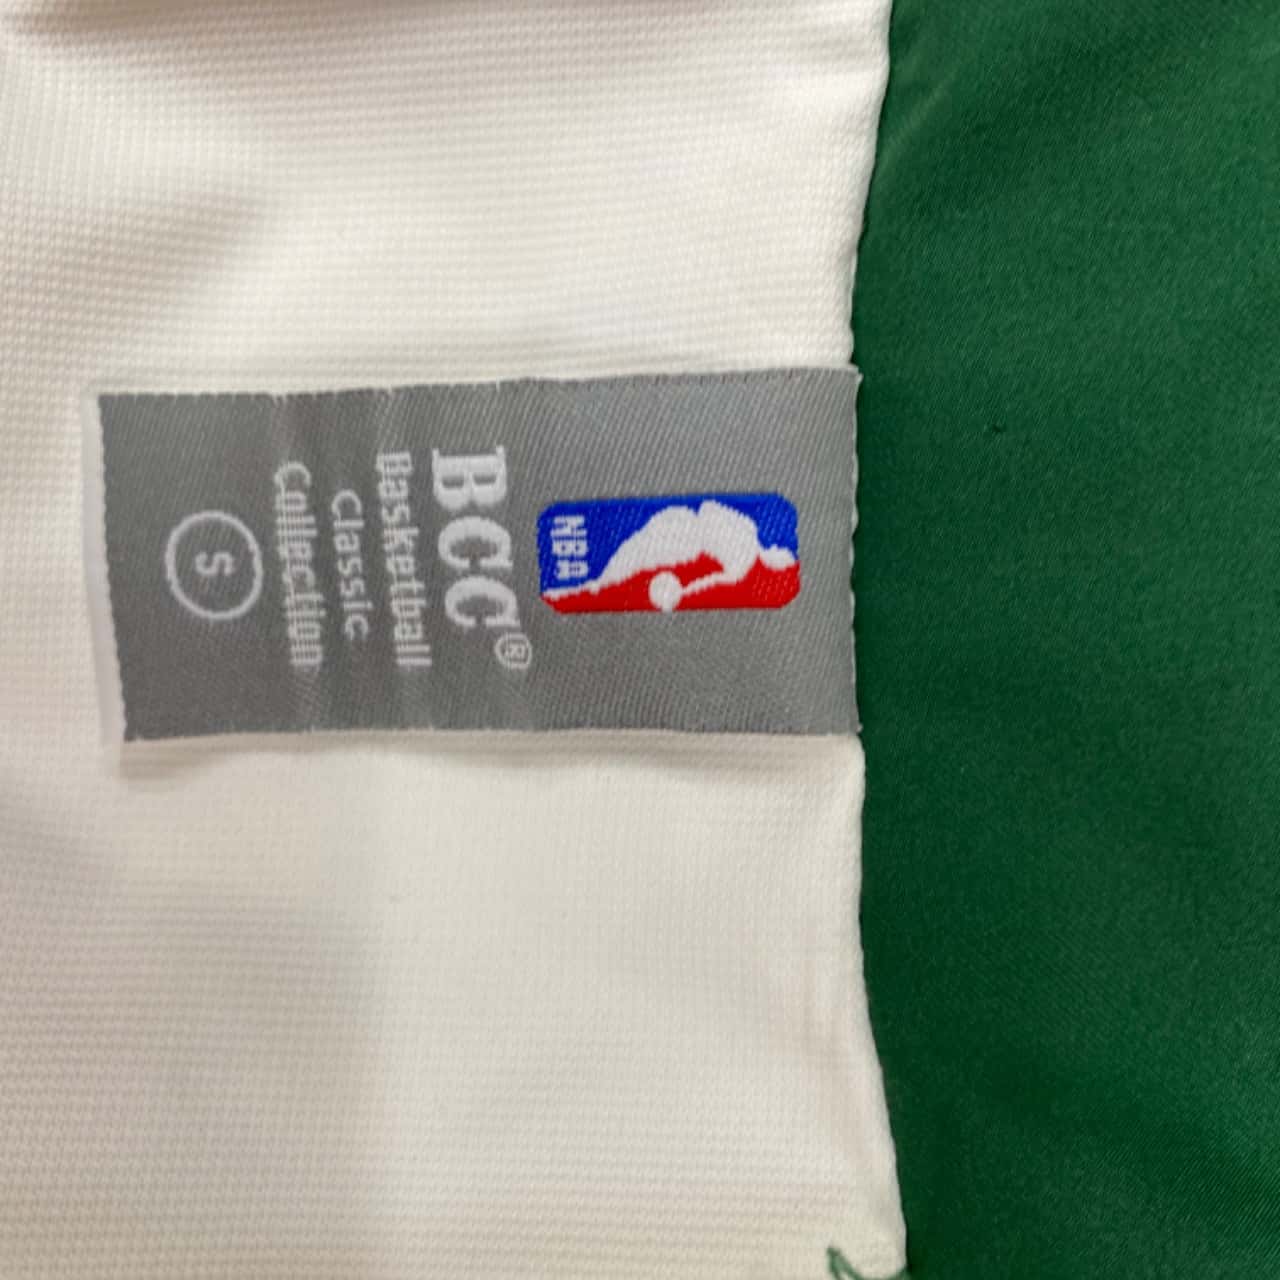 NBA
BCC®
Basketball
Classic
Collection
S